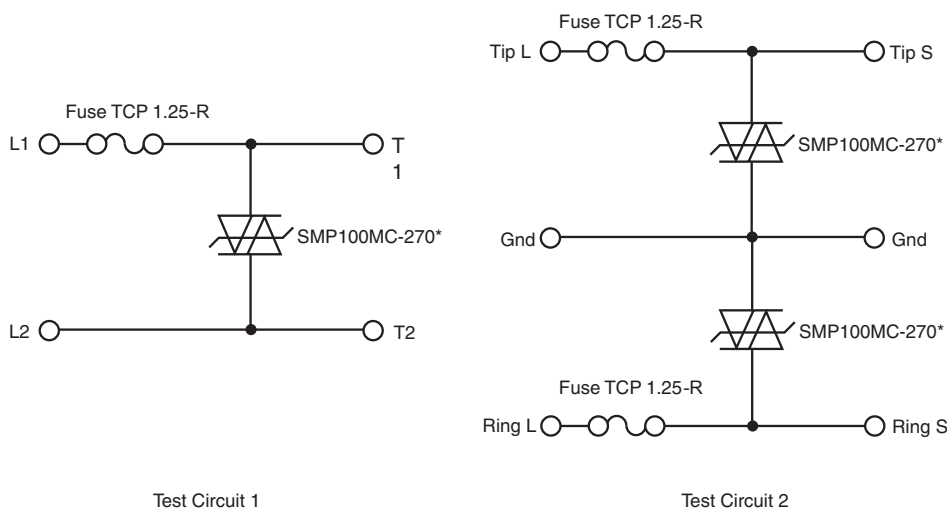 Fuse TCP 1.25-R
L1
T
1
SMP100MC-270*
L2
T2
Test Circuit 1
Fuse TCP 1.25-R
Tip L
Tip S
SMP100MC-270*
Gnd
Gnd
SMP100MC-270*
Fuse TCP 1.25-R
Ring L
Ring S
Test Circuit 2